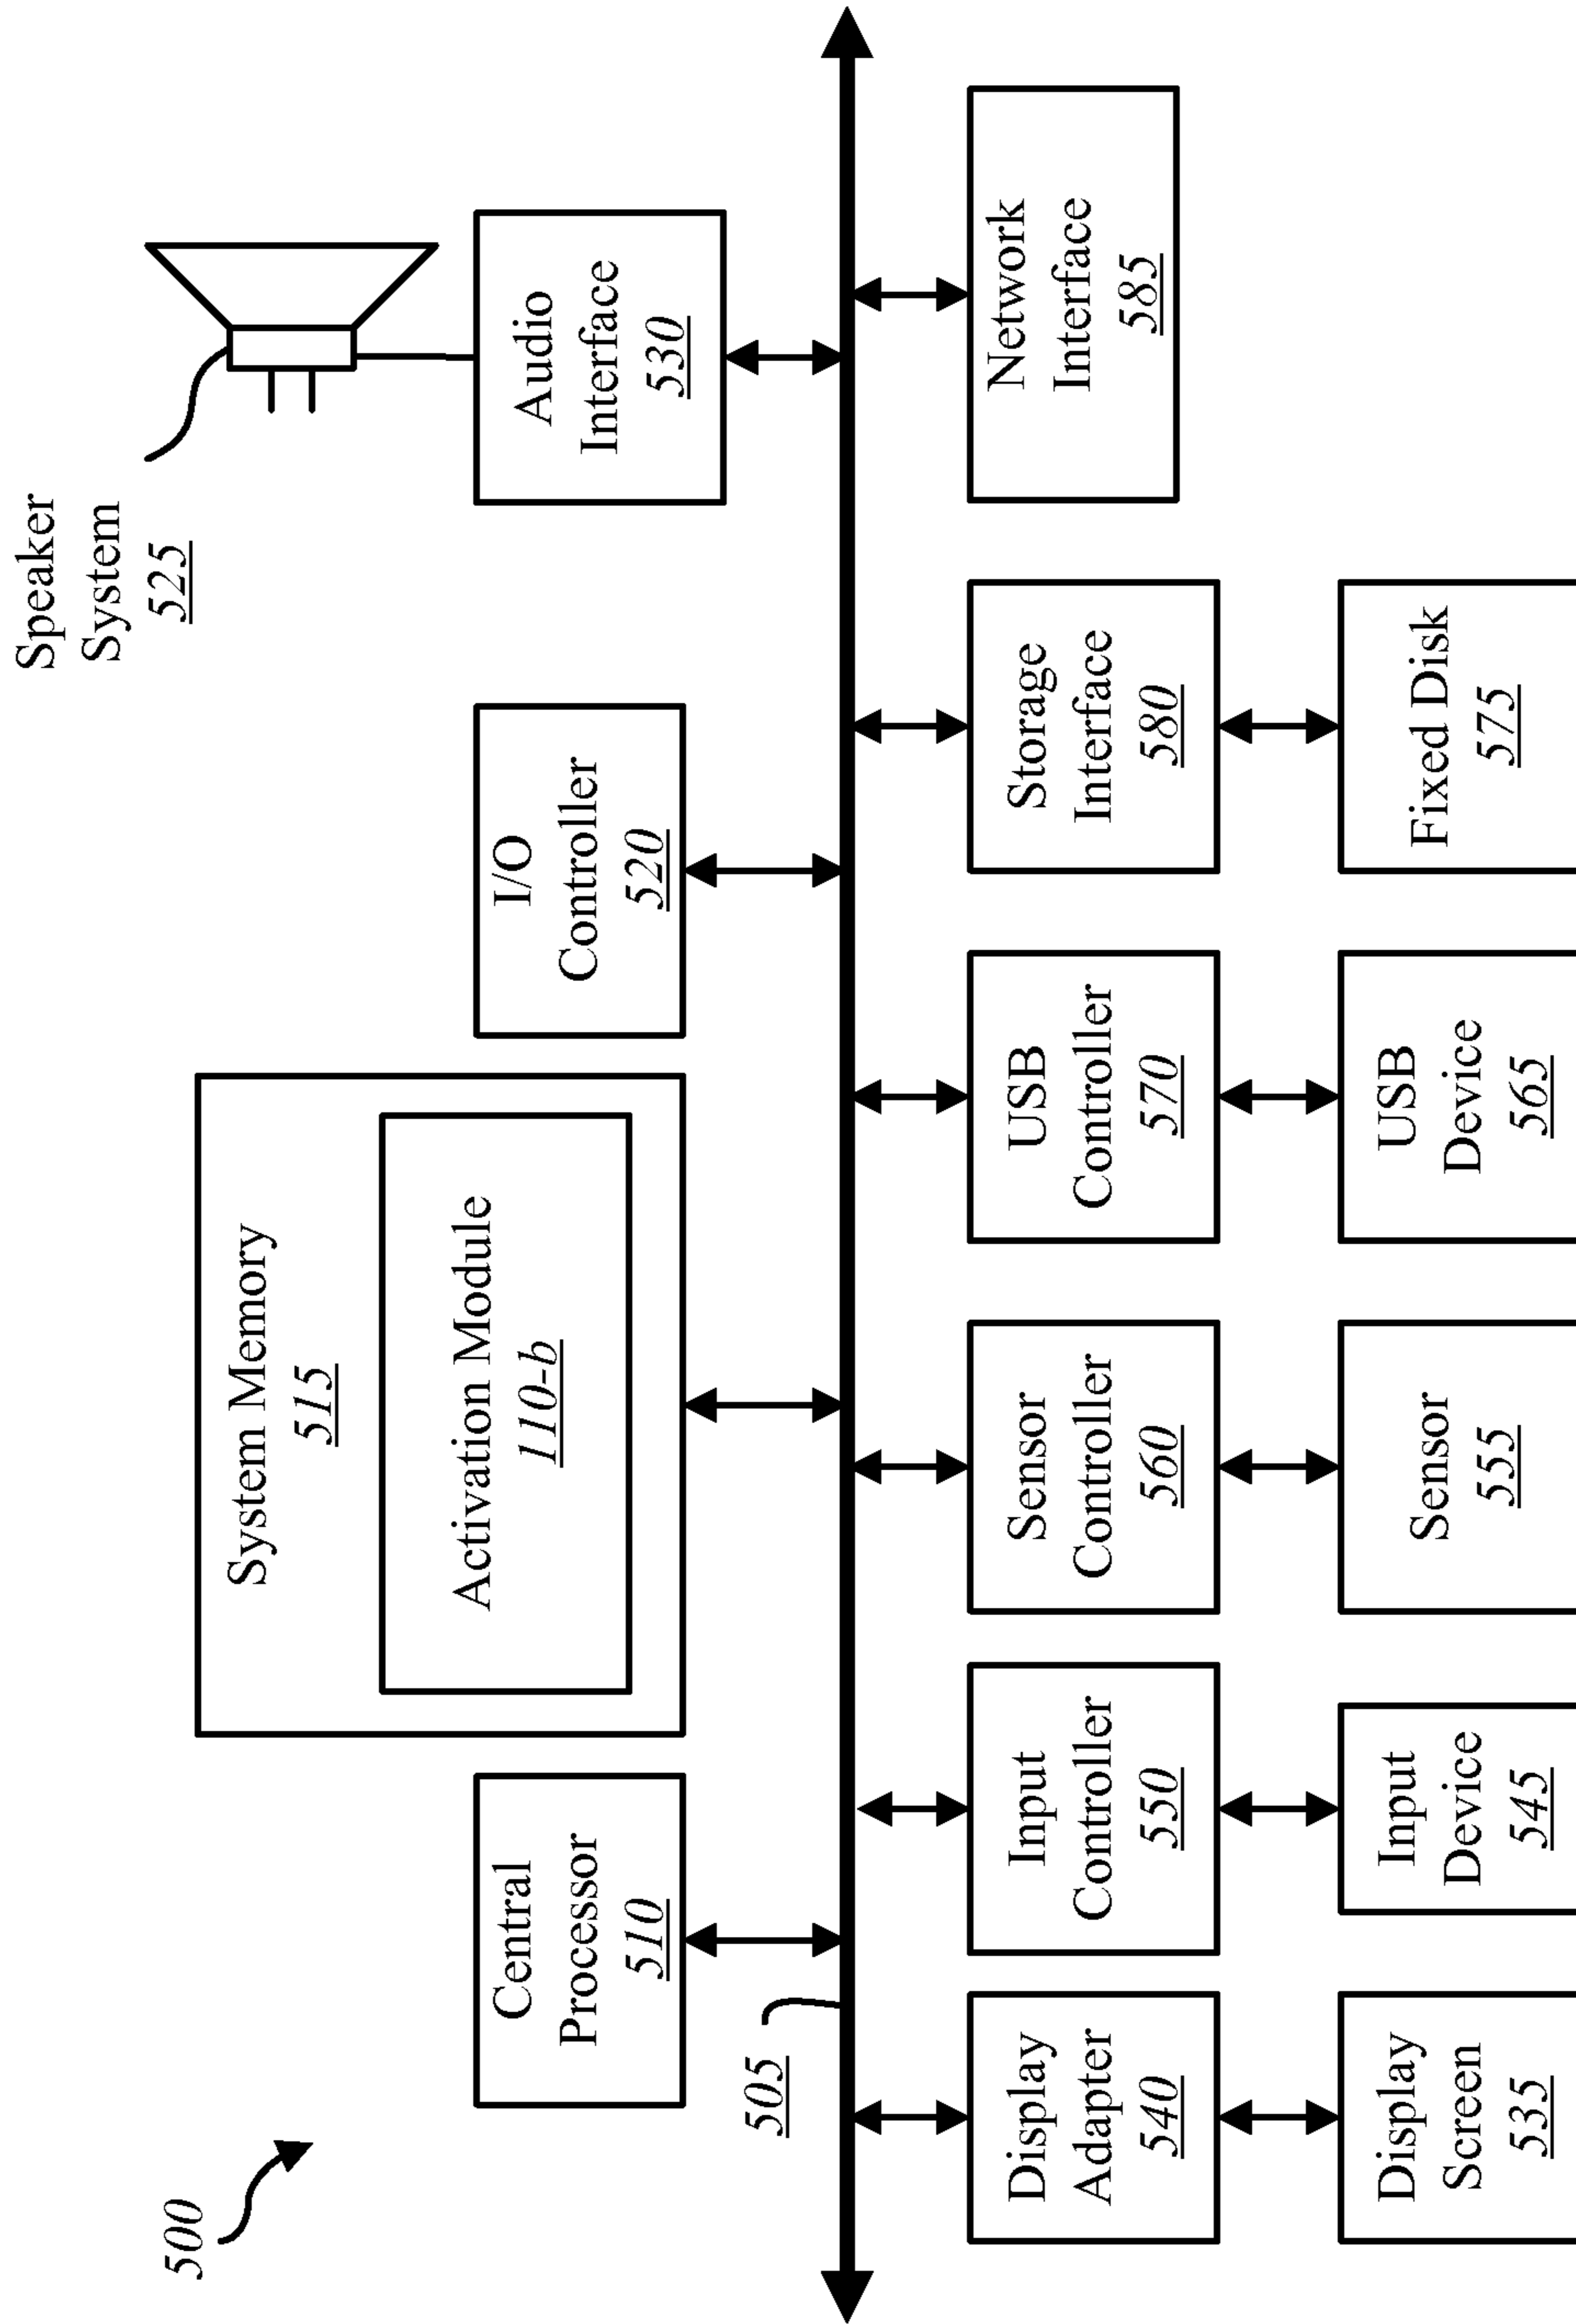 500
Speaker
System
525
System Memory
515
Activation Module
110-b
Central
Processor
510
I/O
Controller
520
Audio
Interface
530
505
Display
Adapter
540
Input
Controller
550
Sensor
Controller
560
USB
Controller
570
Storage
Interface
580
Network
Interface
585
Display
Screen
535
Input
Device
545
Sensor
555
USB
Device
565
Fixed Disk
575